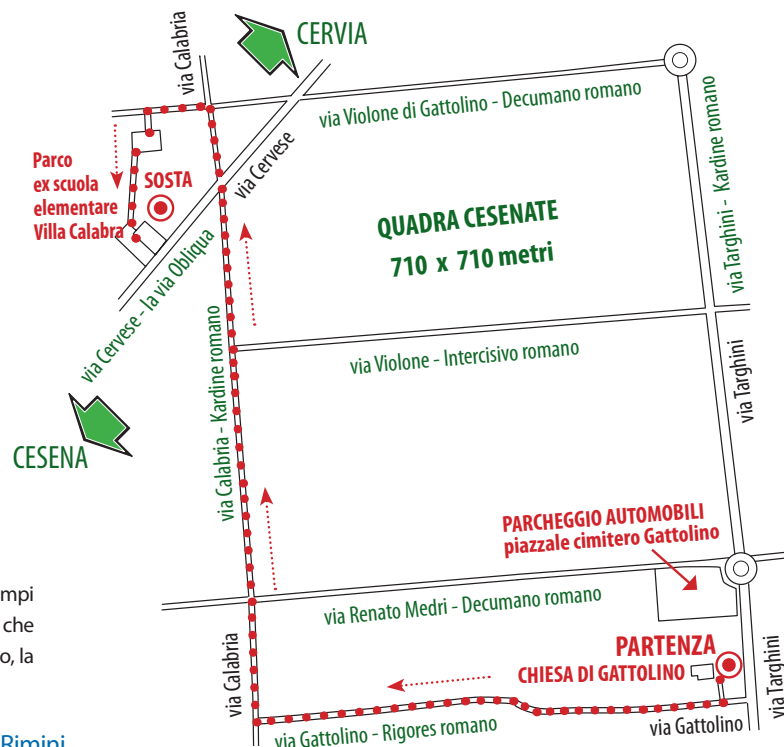 CERVIA
via Calabria
via Violone di Gattolino - Decumano romano
via Cervese
Parco
ex scuola
elementare
Villa Calabra
SOSTA
QUADRA CESENATE
710 x 710 metri
via Targhini - Kardine romano
via Cervese - la via Obliqua
via Violone - Intercisivo romano
via Calabria - Kardine romano
via Targhini
CESENA
PARCHEGGIO AUTOMOBILI
piazzale cimitero Gattolino
mpi
che
o, la
via Renato Medri - Decumano romano
via Calabria
PARTENZA
CHIESA DI GATTOLINO
via Targhini
via Gattolino - Rigores romano
via Gattolino
Rimini